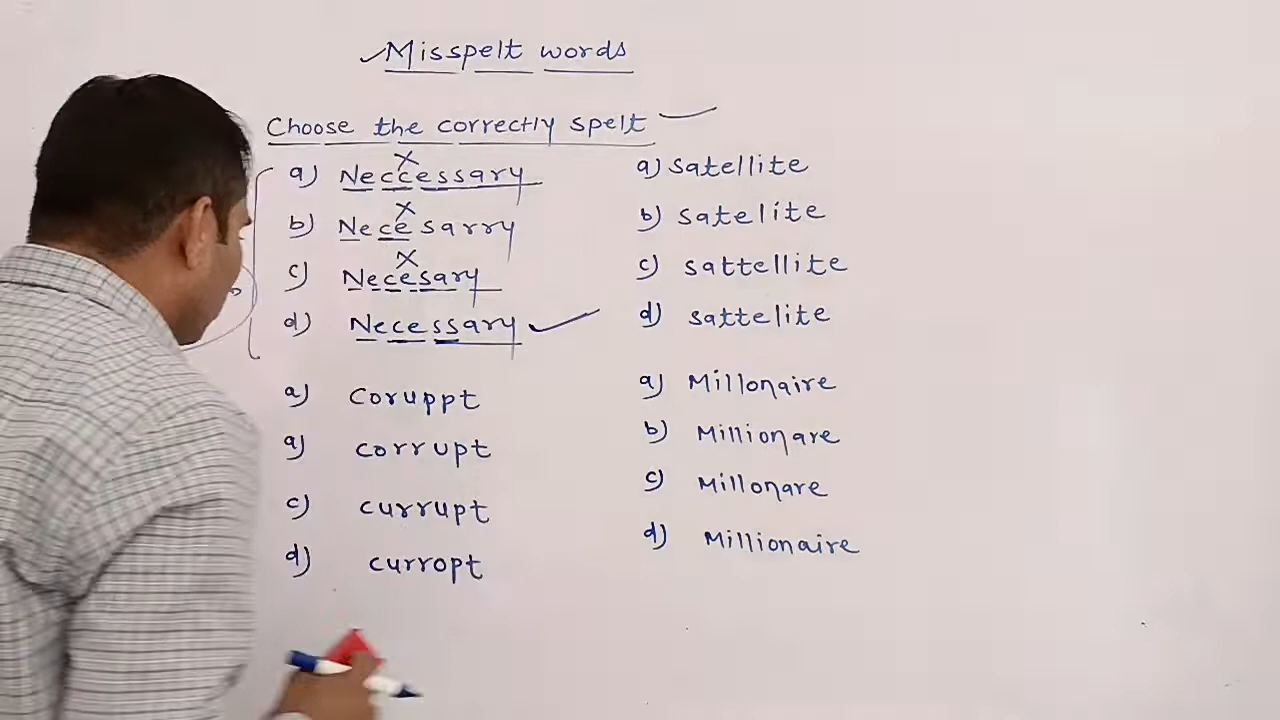 Misspelt words
Choose the correctly spelt
a) Neccessary
b) Necesarry
c) Necesary
d) Necessary
a) coruppt
a) corrupt
c) currupt
d) curropt
a) satellite
b) satelite
c) sattellite
d) sattelite
a) Millonaire
b) Millionare
c) Millonare
d) Millionaire